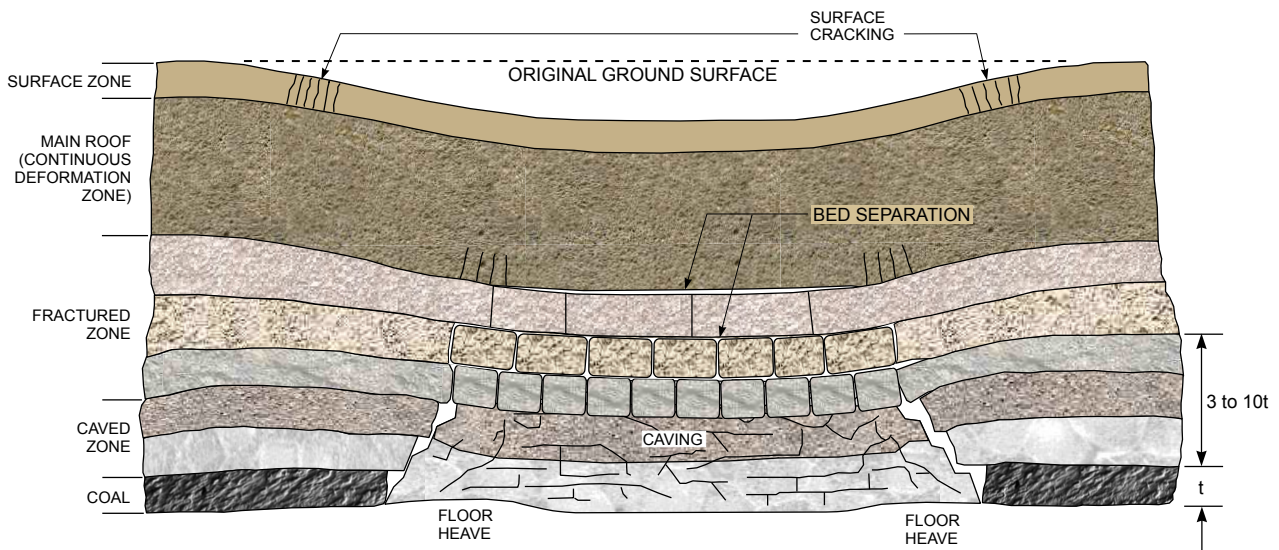 SURFACE
CRACKING
ORIGINAL GROUND SURFACE
SURFACE ZONE
MAIN ROOF
(CONTINUOUS
DEFORMATION
ZONE)
BED SEPARATION
FRACTURED
ZONE
3 to 10t
CAVED
ZONE
CAVING
COAL
t
FLOOR
HEAVE
FLOOR
HEAVE